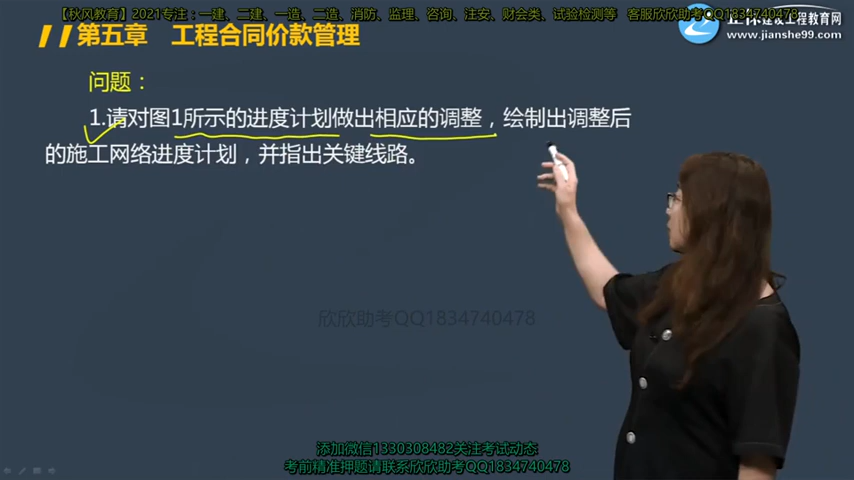 【秋风教育】2021专注：一建、二建、一造、二造、消防、监理、咨询、注安、财会类、试验检测等 客服欣欣助考QQ1834740478
第五章 工程合同价款管理
建设工程教育网
www.jianshe99.com
问题：
1.请对图1所示的进度计划做出相应的调整，绘制出调整后
的施工网络进度计划，并指出关键线路。
欣欣助考QQ1834740478
添加微信1330308482关注考试动态
考前精准押题请联系欣欣助考QQ1834740478